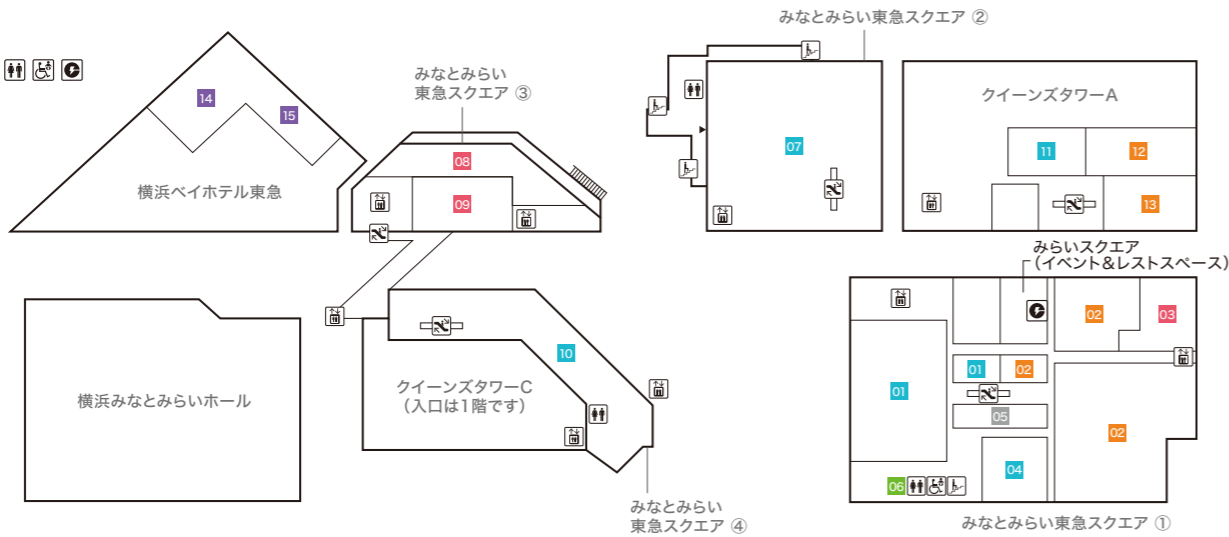 みなとみらい東急スクエア ②
みなとみらい
東急スクエア ③
14
15
横浜ベイホテル東急
08
09
07
クイーンズタワーA
11
12
13
みらいスクエア
（イベント&レストスペース）
横浜みなとみらいホール
10
クイーンズタワーC
（入口は1階です）
みなとみらい
東急スクエア ④
02
03
01
02
01
05
02
04
06
みなとみらい東急スクエア ①